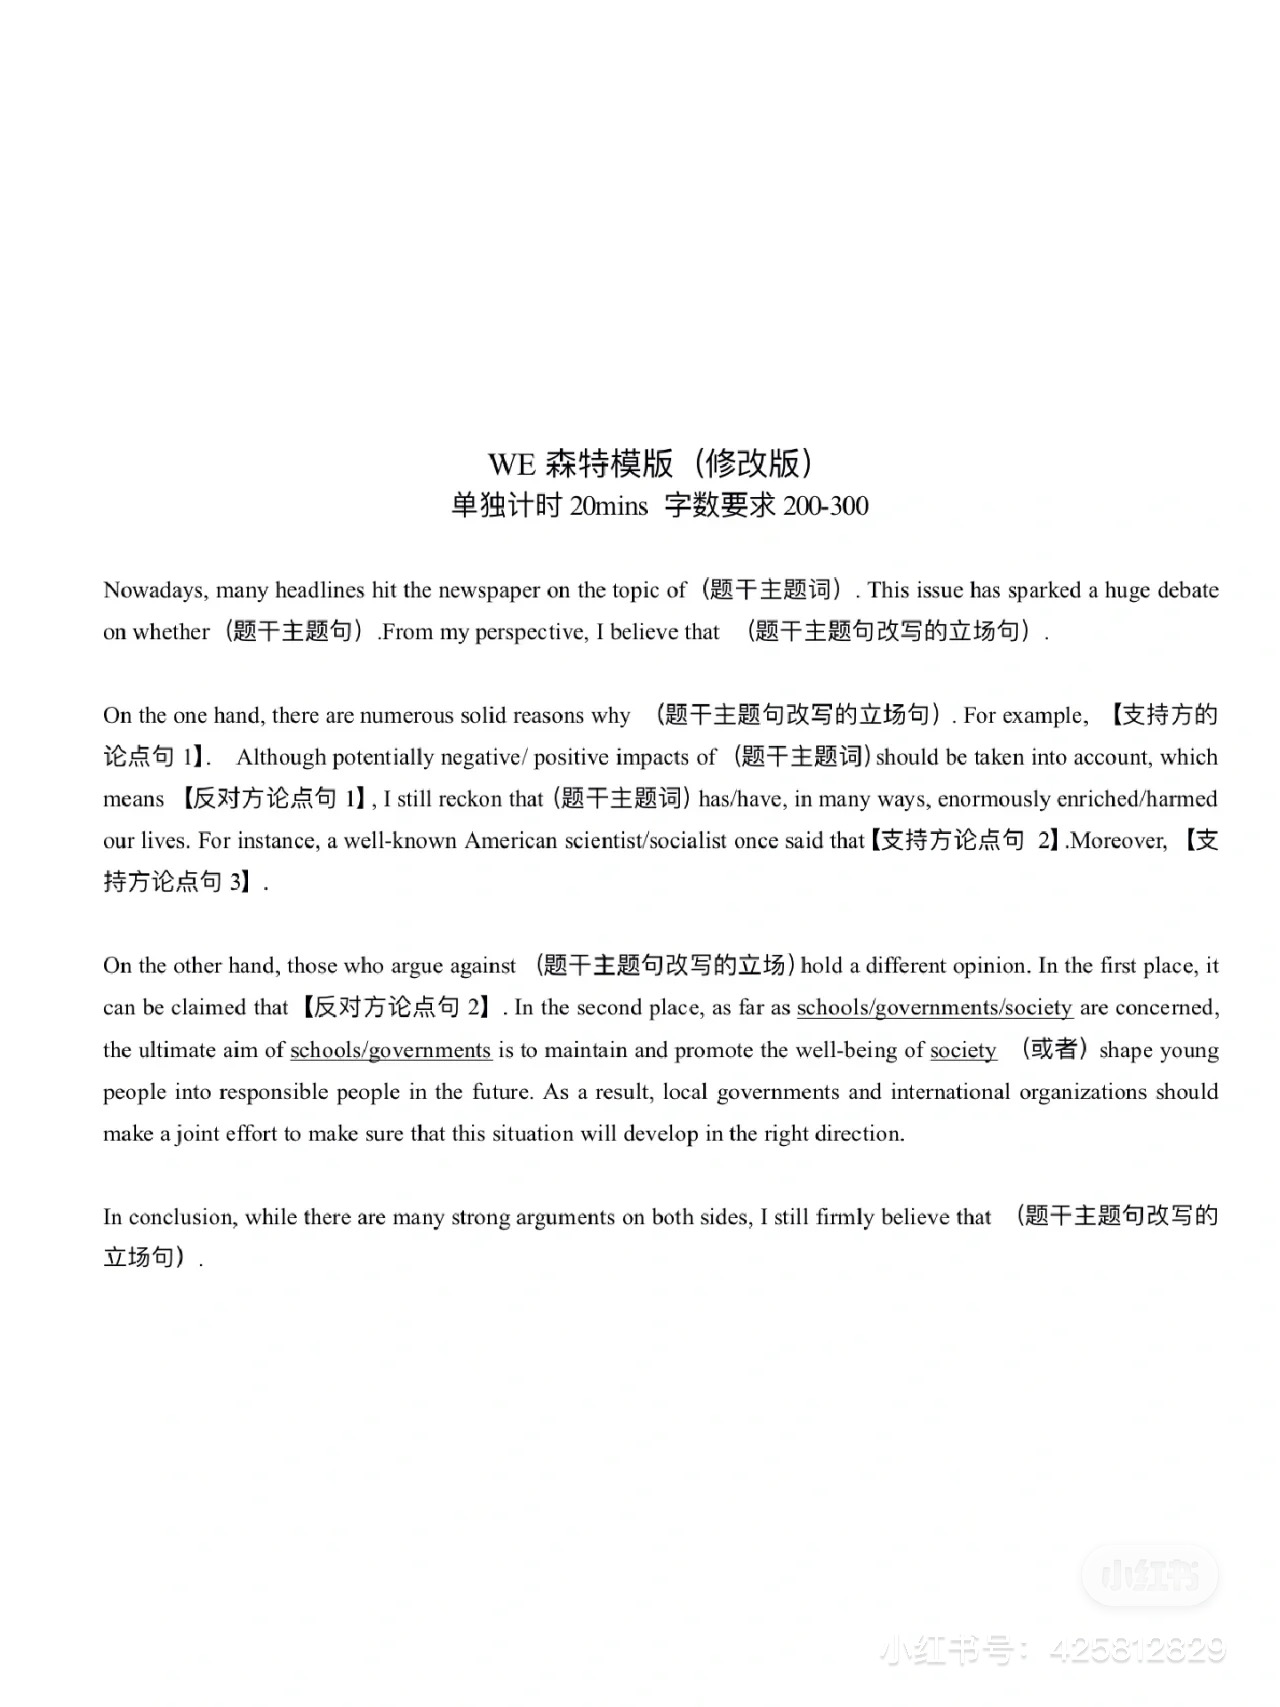 WE 森特模版（修改版）
单独计时 20mins 字数要求 200-300
Nowadays, many headlines hit the newspaper on the topic of（题干主题词）. This issue has sparked a huge debate
on whether（题干主题句）.From my perspective, I believe that （题干主题句改写的立场句）.
On the one hand, there are numerous solid reasons why （题干主题句改写的立场句）. For example, 【支持方的
论点句 1】. Although potentially negative/ positive impacts of （题干主题词) should be taken into account, which
means 【反对方论点句 1】, I still reckon that（题干主题词）has/have, in many ways, enormously enriched/harmed
our lives. For instance, a well-known American scientist/socialist once said that【支持方论点句 2】.Moreover, 【支
持方论点句 3】.
On the other hand, those who argue against （题干主题句改写的立场) hold a different opinion. In the first place, it
can be claimed that 【反对方论点句 2】. In the second place, as far as schools/governments/society are concerned,
the ultimate aim of schools/governments is to maintain and promote the well-being of society （或者）shape young
people into responsible people in the future. As a result, local governments and international organizations should
make a joint effort to make sure that this situation will develop in the right direction.
In conclusion, while there are many strong arguments on both sides, I still firmly believe that （题干主题句改写的
立场句）.
小红书
小红书号：425812829